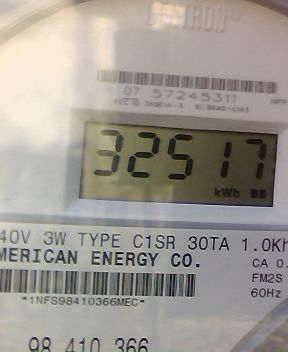 CENTRON®
07 57245311
32517
kWh
40V 3W TYPE C1SR 30TA 1.0Kh
MERICAN ENERGY CO.
CA 0.
FM2S
60Hz
*1NFS98410366MEC*
98 410 366